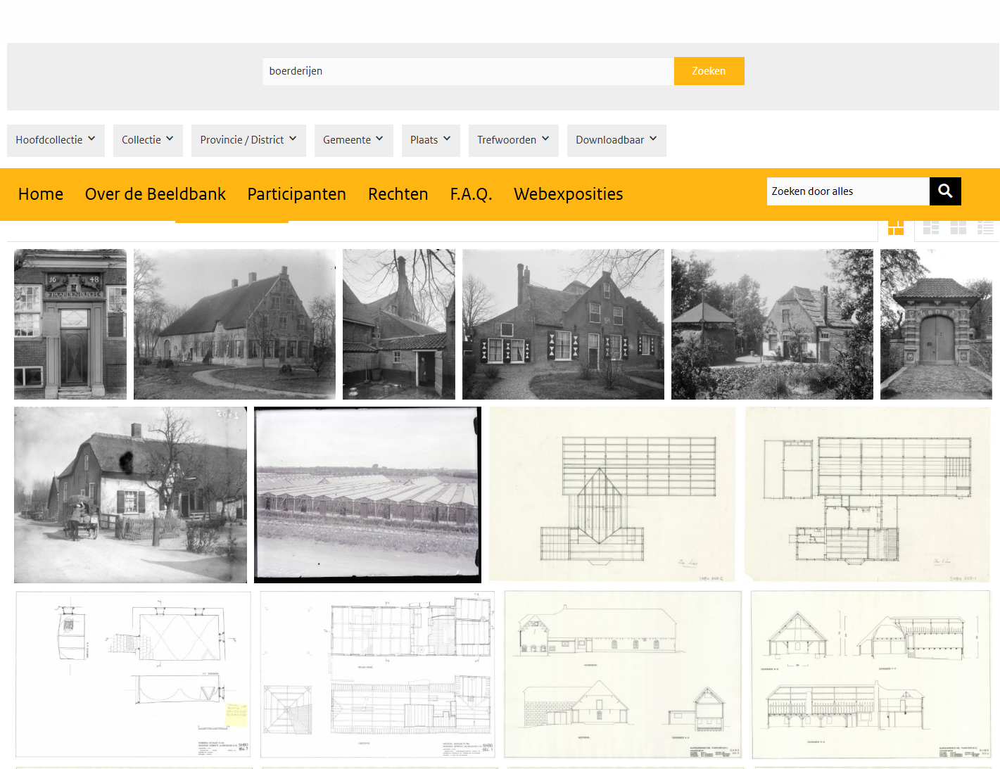 boerderijen
Zoeken
Hoofdcollectie
Collectie
Provincie / District
Gemeente
Plaats
Trefwoorden
Downloadbaar
Home
Over de Beeldbank
Participanten
Rechten
F.A.Q.
Webexposities
Zoeken door alles
16 48
PAARDENBURGH